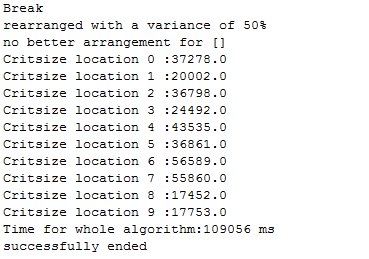 Break
rearranged with a variance of 50%
no better arrangement for []
Critsize location 0 :37278.0
Critsize location 1 :20002.0
Critsize location 2 :36798.0
Critsize location 3 :24492.0
Critsize location 4 :43535.0
Critsize location 5 :36861.0
Critsize location 6 :56589.0
Critsize location 7 :55860.0
Critsize location 8 :17452.0
Critsize location 9 :17753.0
Time for whole algorithm:109056 ms
successfully ended